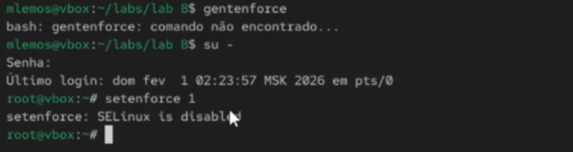 mlemos@vbox:~/labs/lab 8$ gentenforce
bash: gentenforce: comando não encontrado...
mlemos@vbox:~/labs/lab 8$ su -
Senha:
Último login: dom fev  1 02:23:57 MSK 2026 em pts/0
root@vbox:~# setenforce 1
setenforce: SELinux is disabled
root@vbox:~#